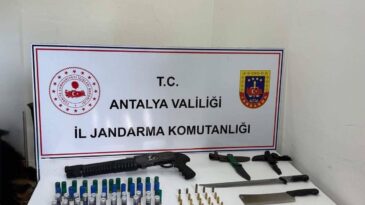 T.C.
ANTALYA VALİLİĞİ
İL JANDARMA KOMUTANLIĞI